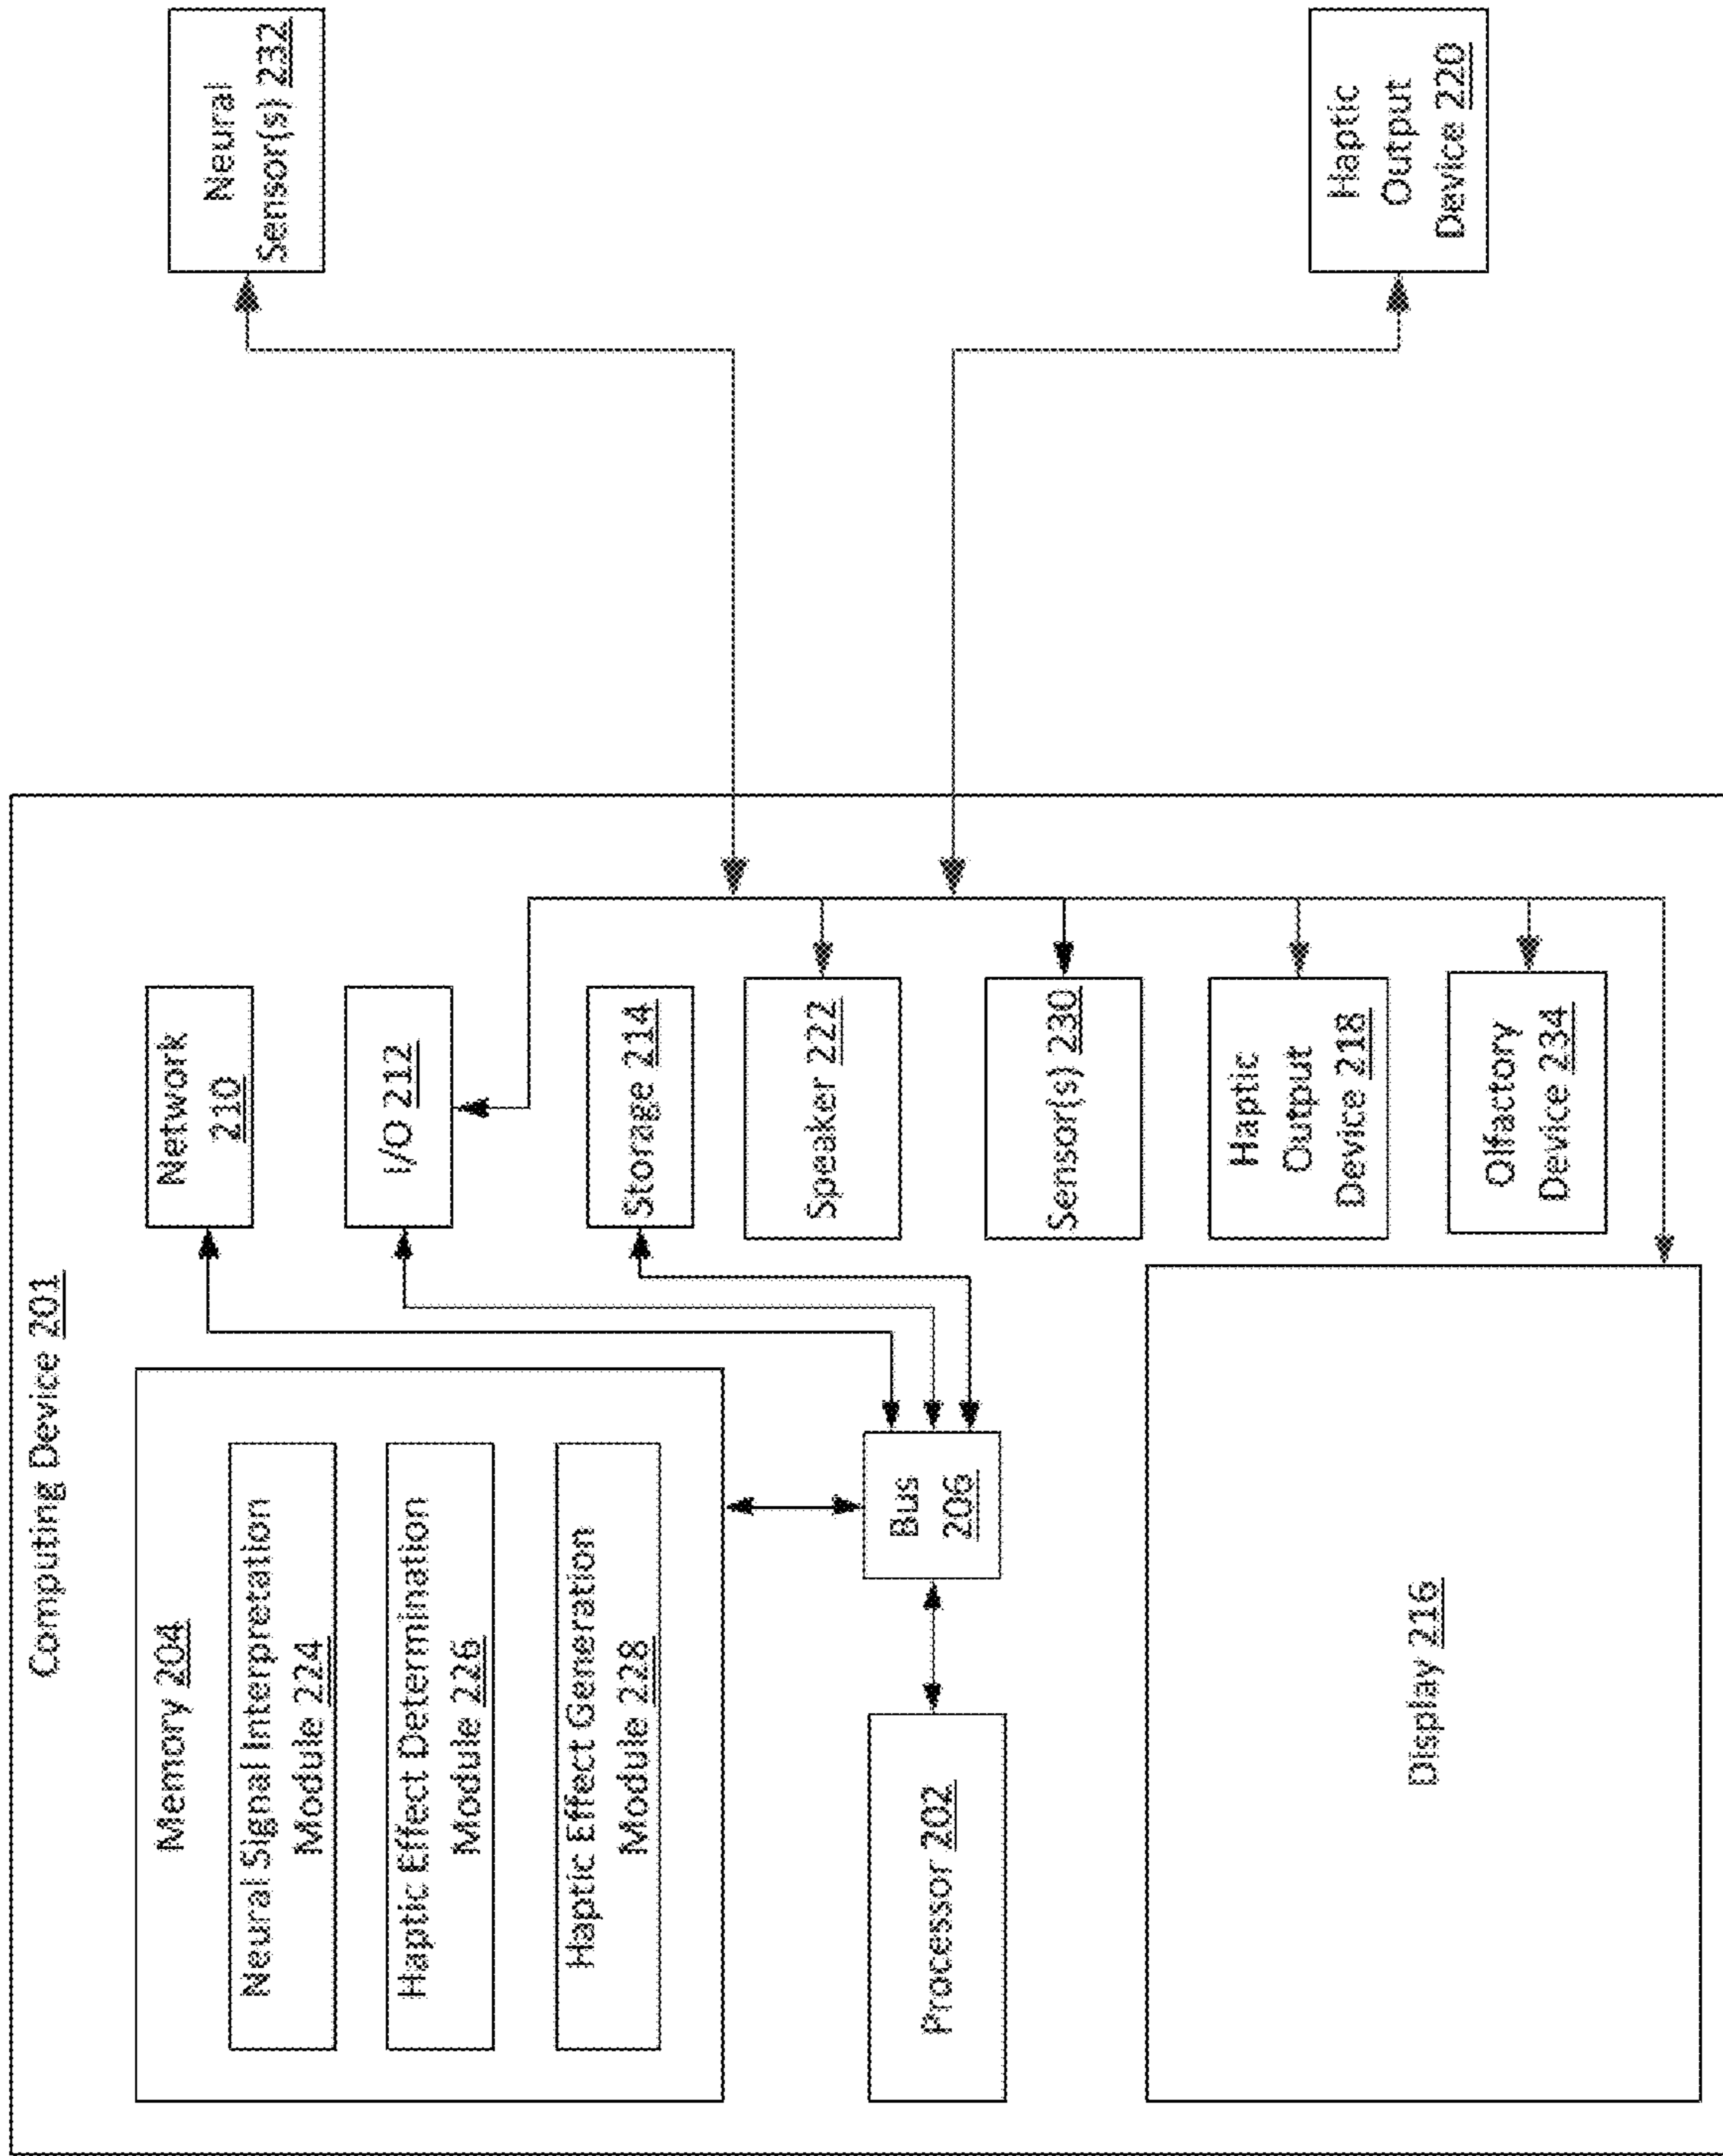 Computing Device 201
Memory 204
Neural Signal Interpretation
Module 224
Haptic Effect Determination
Module 226
Haptic Effect Generation
Module 228
Processor 202
Bus
206
Display 216
Network
210
I/O 212
Storage 214
Speaker 222
Sensor(s) 230
Haptic
Output
Device 218
Olfactory
Device 234
Neural
Sensor(s) 232
Haptic
Output
Device 220